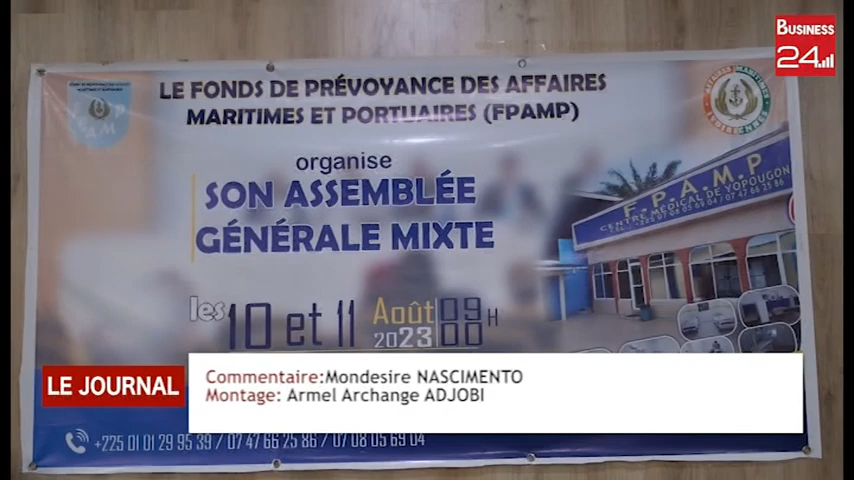 BUSINESS
24
LE FONDS DE PRÉVOYANCE DES AFFAIRES
MARITIMES ET PORTUAIRES (FPAMP)
organise
SON ASSEMBLÉE
GÉNÉRALE MIXTE
les 10 et 11 Août 2023 09 H 00
F.P.A.M.P
CENTRE MÉDICAL DE YOPOUGON
LE JOURNAL
Commentaire:Mondesire NASCIMENTO
Montage: Armel Archange ADJOBI
+225 01 01 29 95 39 / 07 47 66 25 86 / 07 08 05 69 04